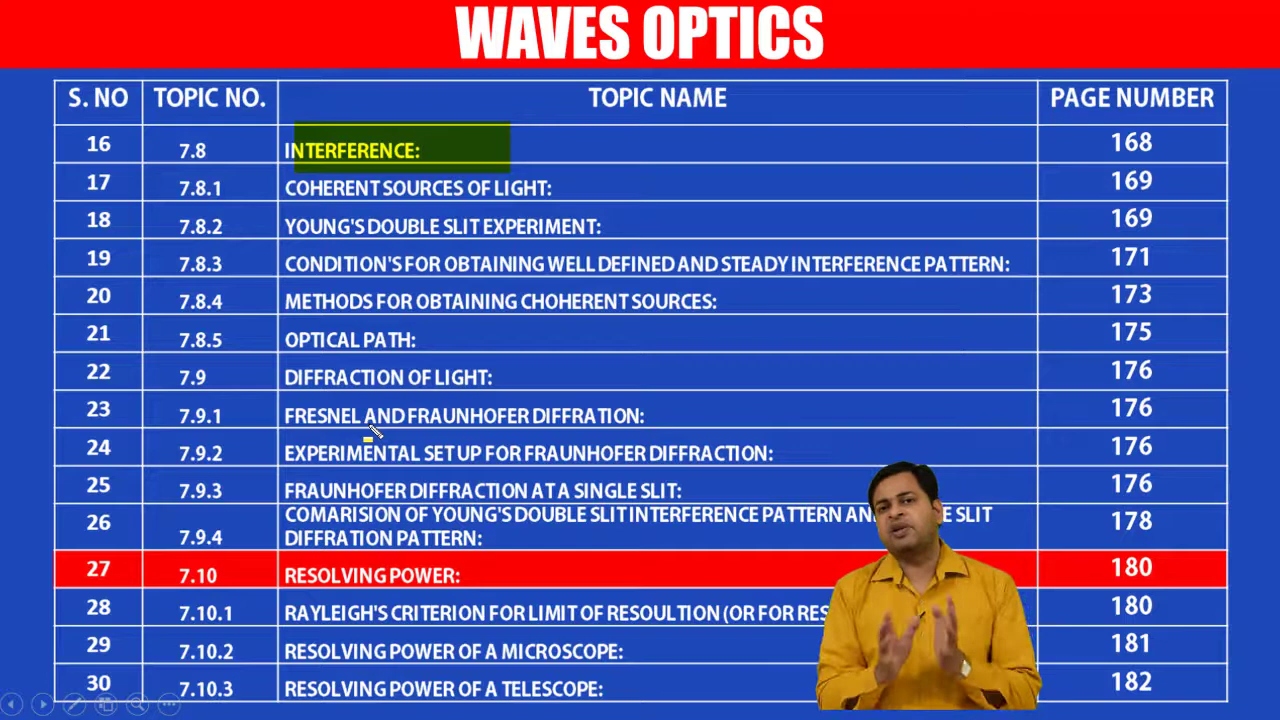 WAVES OPTICS
S. NO TOPIC NO. TOPIC NAME PAGE NUMBER
16 7.8 INTERFERENCE: 168
17 7.8.1 COHERENT SOURCES OF LIGHT: 169
18 7.8.2 YOUNG'S DOUBLE SLIT EXPERIMENT: 169
19 7.8.3 CONDITION'S FOR OBTAINING WELL DEFINED AND STEADY INTERFERENCE PATTERN: 171
20 7.8.4 METHODS FOR OBTAINING CHOHERENT SOURCES: 173
21 7.8.5 OPTICAL PATH: 175
22 7.9 DIFFRACTION OF LIGHT: 176
23 7.9.1 FRESNEL AND FRAUNHOFER DIFFRATION: 176
24 7.9.2 EXPERIMENTAL SET UP FOR FRAUNHOFER DIFFRACTION: 176
25 7.9.3 FRAUNHOFER DIFFRACTION AT A SINGLE SLIT: 176
26 7.9.4 COMARISION OF YOUNG'S DOUBLE SLIT INTERFERENCE PATTERN SLIT 178
DIFFRATION PATTERN:
27 7.10 RESOLVING POWER: 180
28 7.10.1 RAYLEIGH'S CRITERION FOR LIMIT OF RESOULTION (OR FOR 180
29 7.10.2 RESOLVING POWER OF A MICROSCOPE: 181
30 7.10.3 RESOLVING POWER OF A TELESCOPE: 182